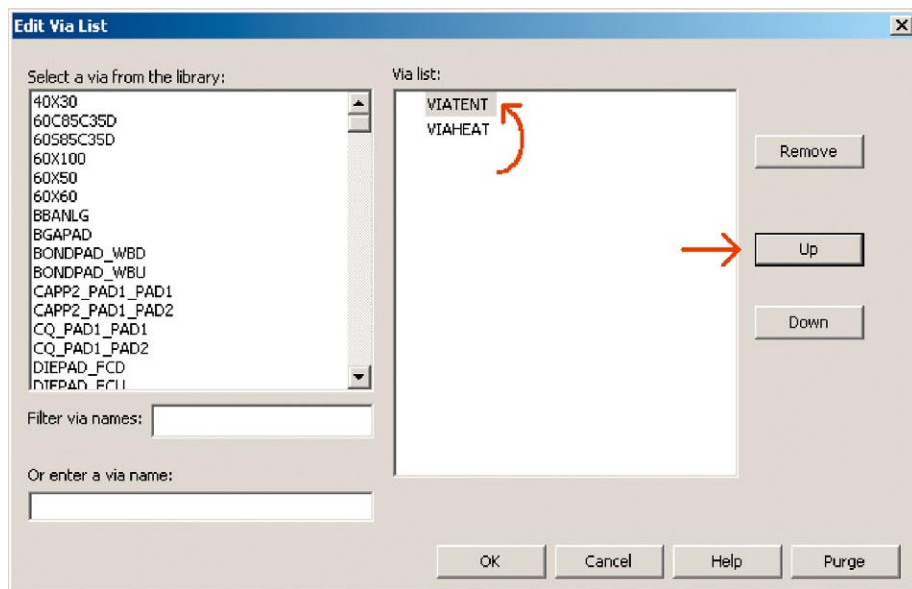 Edit Via List
Select a via from the library:
40X30
60C85C35D
60S85C35D
60X100
60X50
60X60
BBANLG
BGAPAD
BONDPAD_WBD
BONDPAD_WBU
CAPP2_PAD1_PAD1
CAPP2_PAD1_PAD2
CQ_PAD1_PAD1
CQ_PAD1_PAD2
DIEPAD_FCD
DIEPAD_FCU
Filter via names:
Or enter a via name:
Via list:
VIATENT
VIAHEAT
Remove
Up
Down
OK
Cancel
Help
Purge